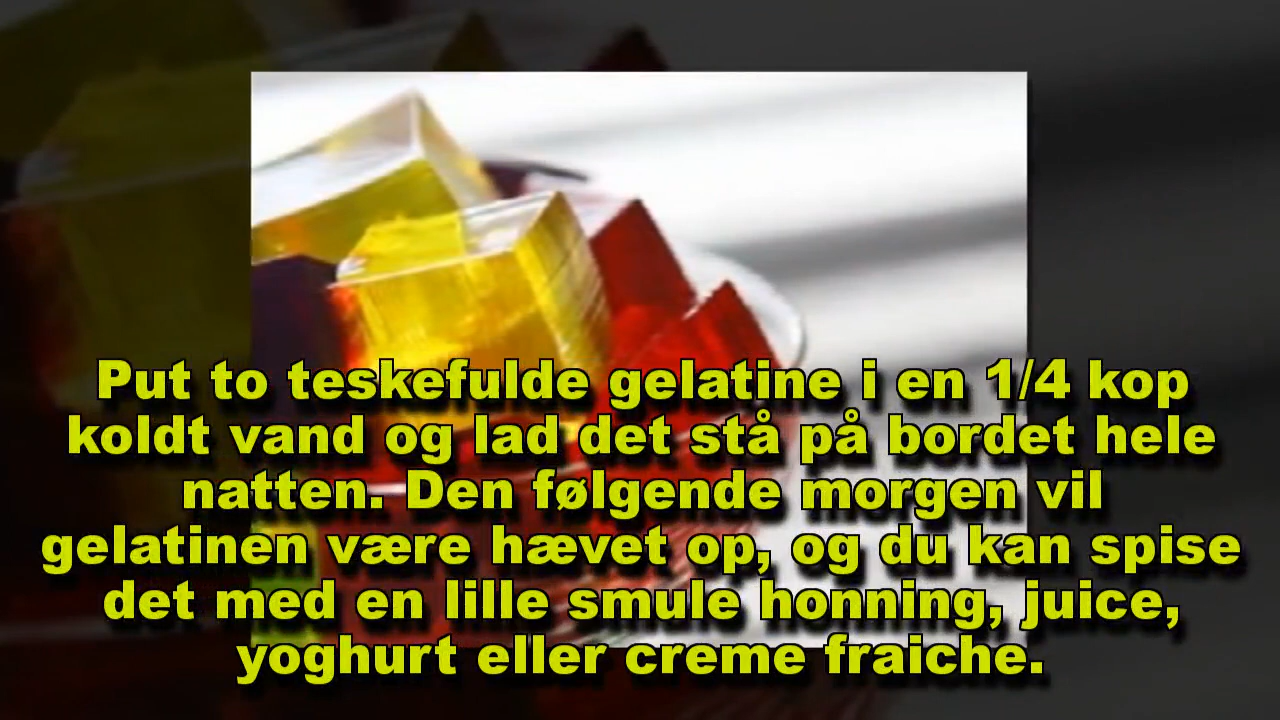 Put to teskefulde gelatine i en 1/4 kop
koldt vand og lad det stå på bordet hele
natten. Den følgende morgen vil
gelatinen være hævet op, og du kan spise
det med en lille smule honning, juice,
yoghurt eller creme fraiche.